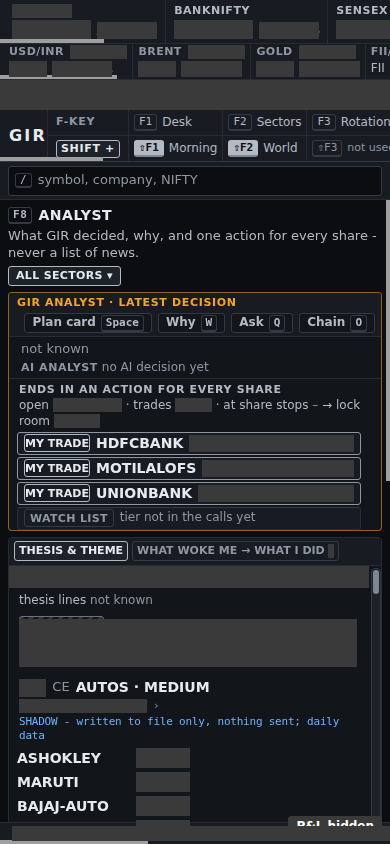 BANKNIFTY SENSEX
USD/INR BRENT GOLD FII/
FII
GIR F-KEY F1 Desk F2 Sectors F3 Rotation
SHIFT + ⇧F1 Morning ⇧F2 World ⇧F3 not used
/ symbol, company, NIFTY
F8 ANALYST
What GIR decided, why, and one action for every share -
never a list of news.
ALL SECTORS ▾
GIR ANALYST · LATEST DECISION
Plan card Space Why W Ask Q Chain O
not known
AI ANALYST no AI decision yet
ENDS IN AN ACTION FOR EVERY SHARE
open · trades · at share stops – → lock
room
MY TRADE HDFCBANK
MY TRADE MOTILALOFS
MY TRADE UNIONBANK
WATCH LIST tier not in the calls yet
THESIS & THEME WHAT WOKE ME → WHAT I DID
thesis lines not known
CE AUTOS · MEDIUM
›
SHADOW - written to file only, nothing sent; daily
data
ASHOKLEY
MARUTI
BAJAJ-AUTO
P&L hidden